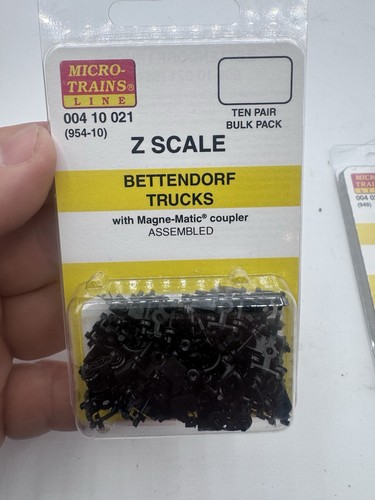 MICRO-
TRAINS®
LINE
004 10 021
(954-10)
TEN PAIR
BULK PACK
Z SCALE
BETTENDORF
TRUCKS
with Magne-Matic® coupler
ASSEMBLED